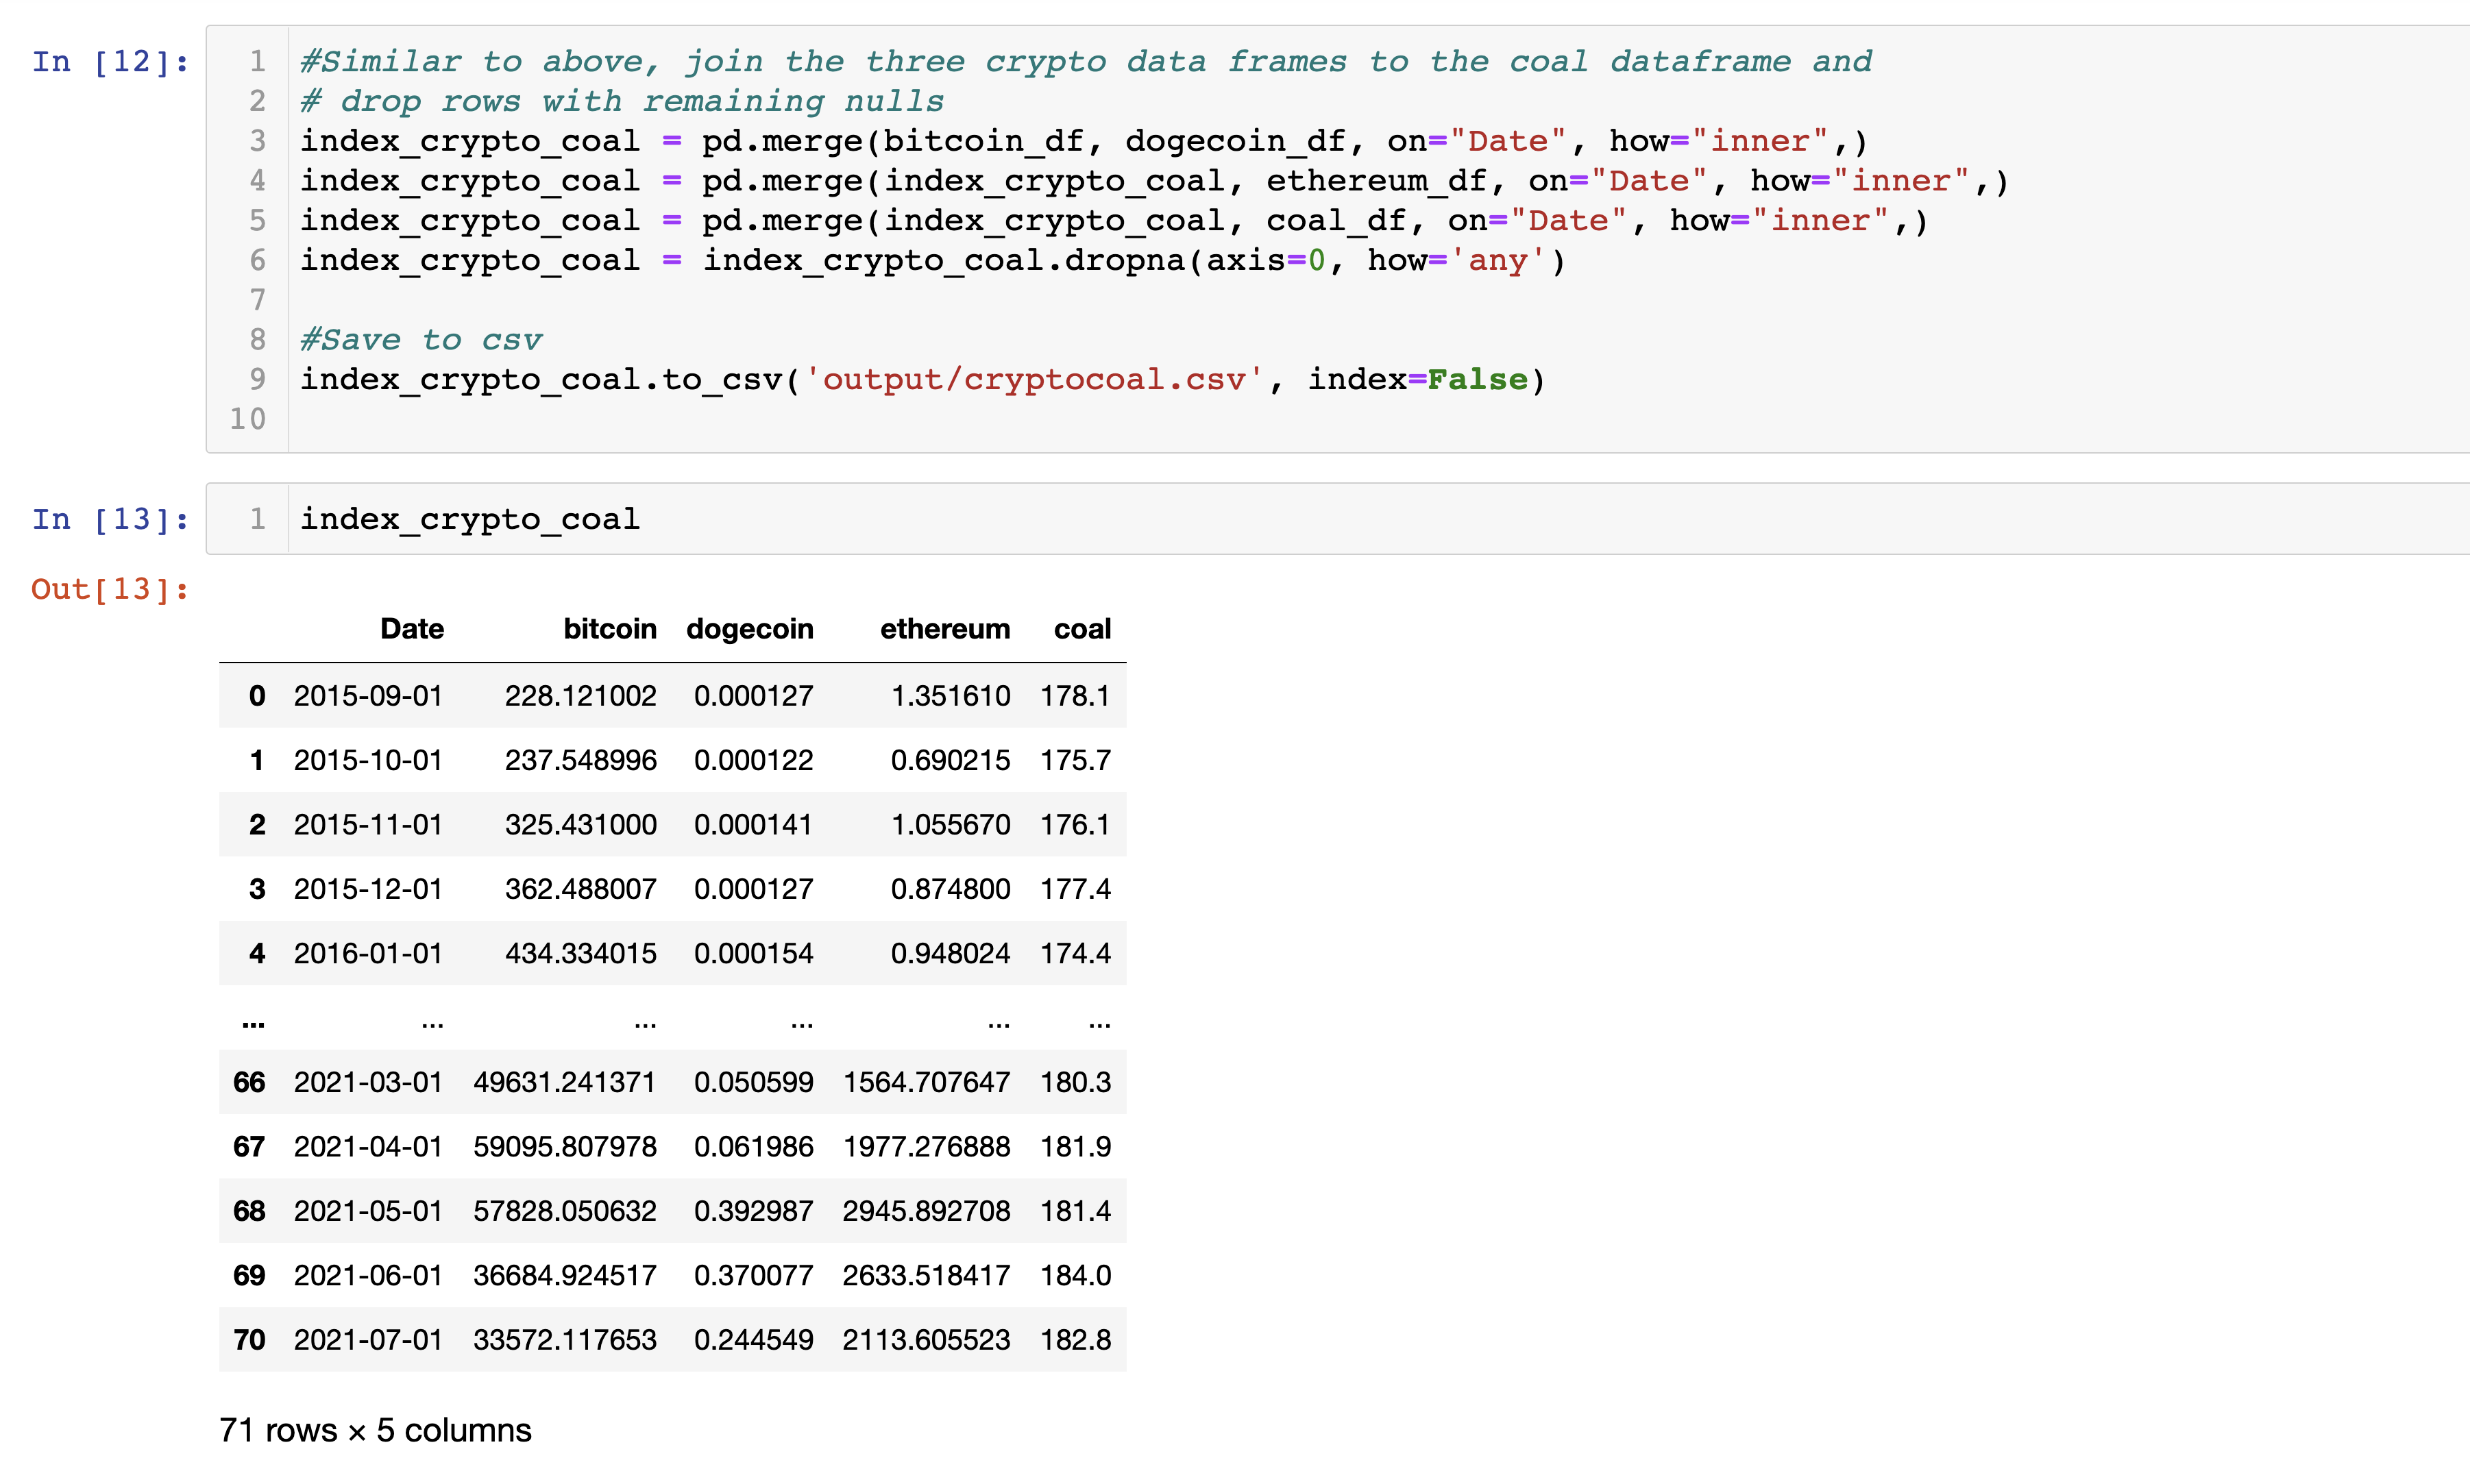 In [12]:
1 #Similar to above, join the three crypto data frames to the coal dataframe and
2 # drop rows with remaining nulls
3 index_crypto_coal = pd.merge(bitcoin_df, dogecoin_df, on="Date", how="inner",)
4 index_crypto_coal = pd.merge(index_crypto_coal, ethereum_df, on="Date", how="inner",)
5 index_crypto_coal = pd.merge(index_crypto_coal, coal_df, on="Date", how="inner",)
6 index_crypto_coal = index_crypto_coal.dropna(axis=0, how='any')
7
8 #Save to csv
9 index_crypto_coal.to_csv('output/cryptocoal.csv', index=False)
10
In [13]:
1 index_crypto_coal
Out[13]:
Date bitcoin dogecoin ethereum coal
0 2015-09-01 228.121002 0.000127 1.351610 178.1
1 2015-10-01 237.548996 0.000122 0.690215 175.7
2 2015-11-01 325.431000 0.000141 1.055670 176.1
3 2015-12-01 362.488007 0.000127 0.874800 177.4
4 2016-01-01 434.334015 0.000154 0.948024 174.4
... ... ... ... ... ...
66 2021-03-01 49631.241371 0.050599 1564.707647 180.3
67 2021-04-01 59095.807978 0.061986 1977.276888 181.9
68 2021-05-01 57828.050632 0.392987 2945.892708 181.4
69 2021-06-01 36684.924517 0.370077 2633.518417 184.0
70 2021-07-01 33572.117653 0.244549 2113.605523 182.8
71 rows × 5 columns